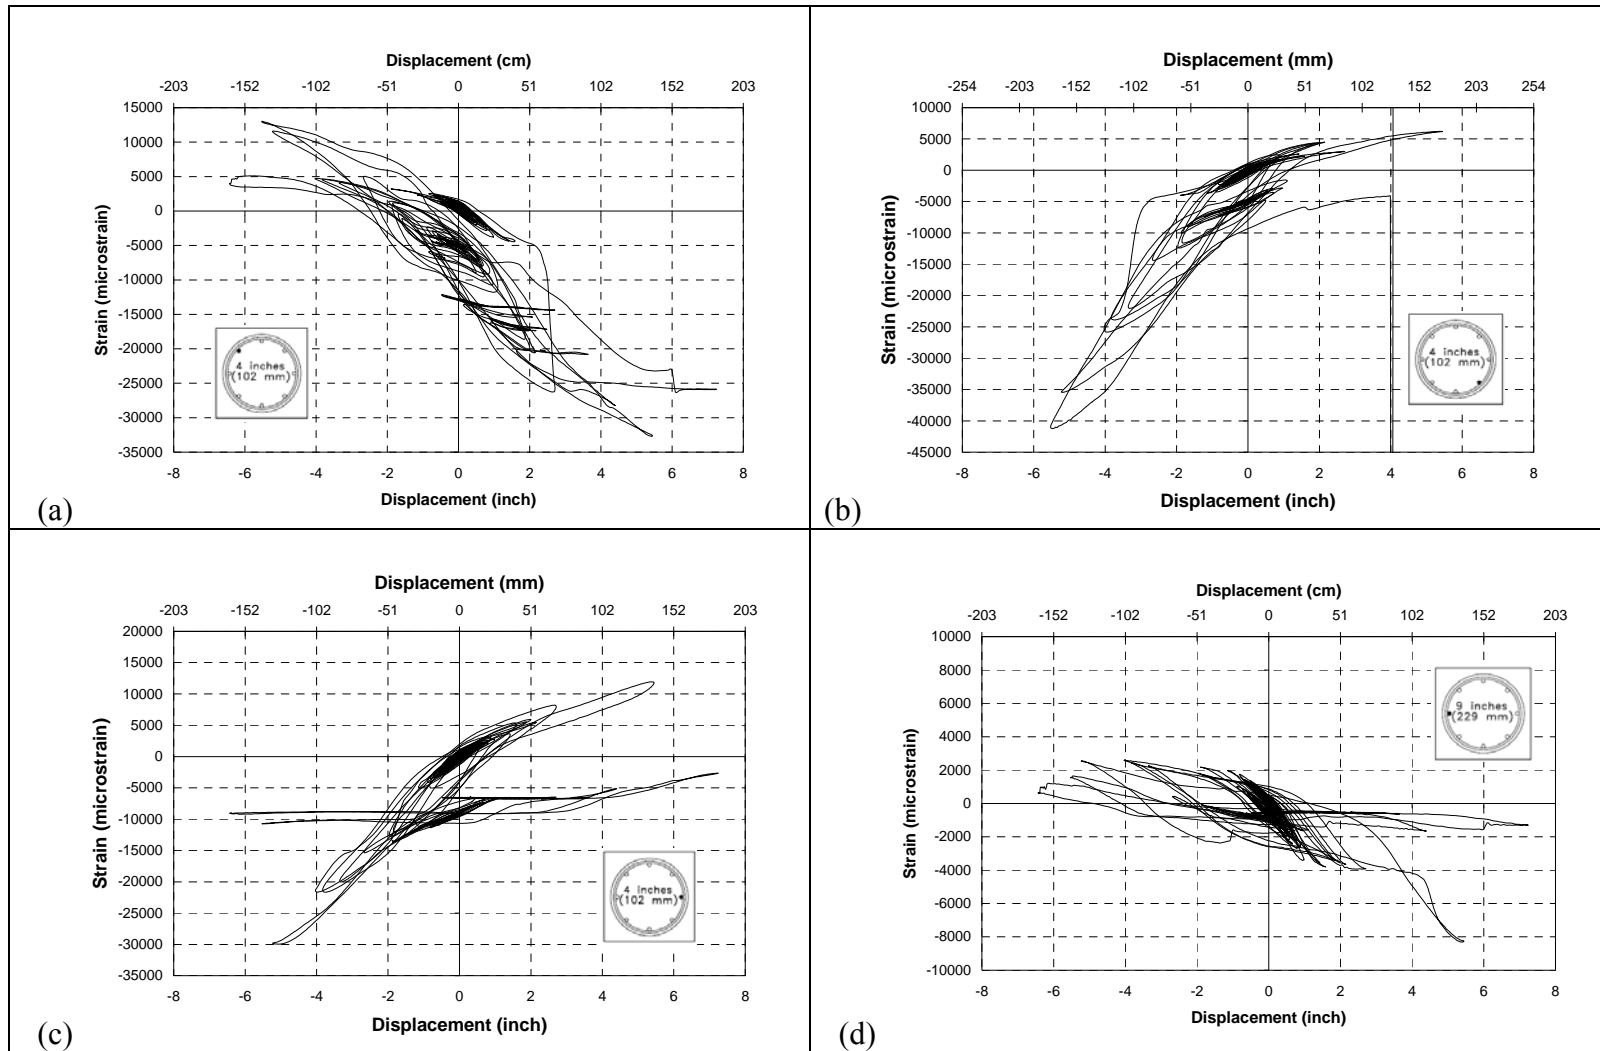 Displacement (cm)
-203 -152 -102 -51 0 51 102 152 203
15000
10000
5000
0
-5000
-10000
-15000
-20000
-25000
-30000
-35000
Strain (microstrain)
4 inches
(102 mm)
-8 -6 -4 -2 0 2 4 6 8
Displacement (inch)
(a)
Displacement (mm)
-254 -203 -152 -102 -51 0 51 102 152 203 254
10000
5000
0
-5000
-10000
-15000
-20000
-25000
-30000
-35000
-40000
-45000
Strain (microstrain)
4 inches
(102 mm)
-8 -6 -4 -2 0 2 4 6 8
Displacement (inch)
(b)
Displacement (mm)
-203 -152 -102 -51 0 51 102 152 203
20000
15000
10000
5000
0
-5000
-10000
-15000
-20000
-25000
-30000
-35000
Strain (microstrain)
4 inches
(102 mm)
-8 -6 -4 -2 0 2 4 6 8
Displacement (inch)
(c)
Displacement (cm)
-203 -152 -102 -51 0 51 102 152 203
10000
8000
6000
4000
2000
0
-2000
-4000
-6000
-8000
-10000
Strain (microstrain)
9 inches
(229 mm)
-8 -6 -4 -2 0 2 4 6 8
Displacement (inch)
(d)